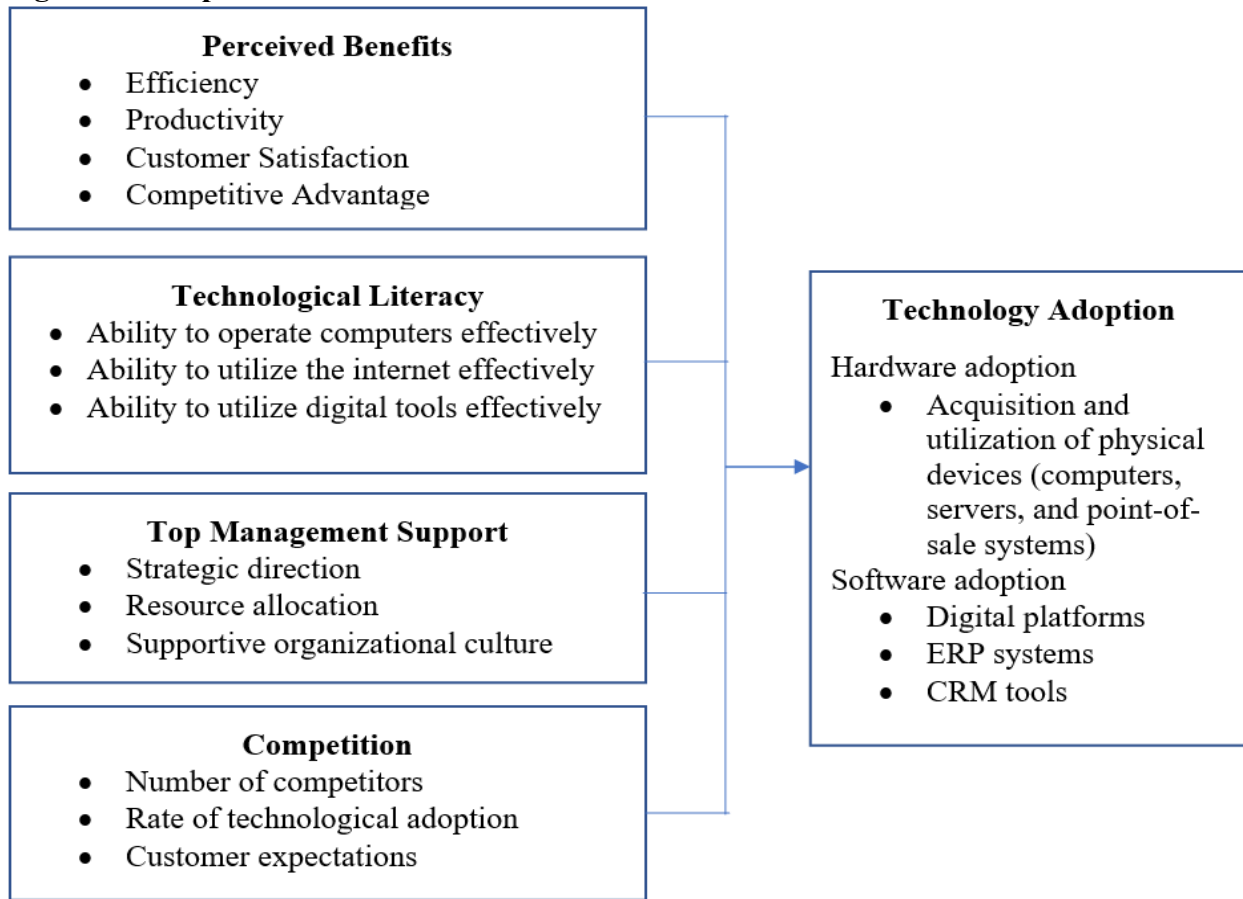 Perceived Benefits
• Efficiency
• Productivity
• Customer Satisfaction
• Competitive Advantage
Technological Literacy
• Ability to operate computers effectively
• Ability to utilize the internet effectively
• Ability to utilize digital tools effectively
Top Management Support
• Strategic direction
• Resource allocation
• Supportive organizational culture
Competition
• Number of competitors
• Rate of technological adoption
• Customer expectations
Technology Adoption
Hardware adoption
• Acquisition and
utilization of physical
devices (computers,
servers, and point-of-
sale systems)
Software adoption
• Digital platforms
• ERP systems
• CRM tools